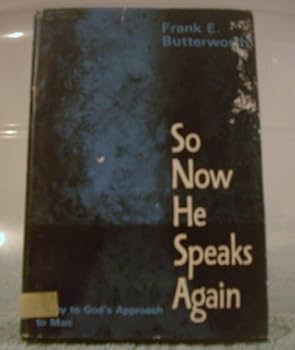 Frank E.
Butterworth
So
Now
He
Speaks
Again
to God's Approach
to Man